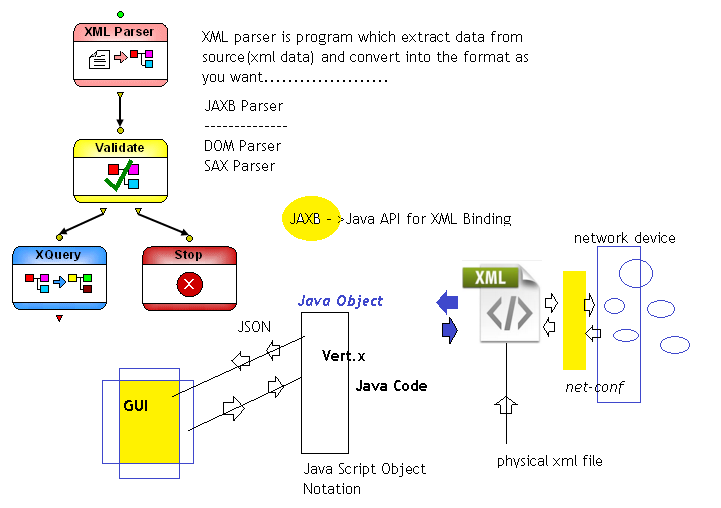 XML Parser
XML parser is program which extract data from
source(xml data) and convert into the format as
you want.....................
JAXB Parser
--------------
DOM Parser
SAX Parser
Validate
JAXB - >Java API for XML Binding
XQuery
Stop
X
network device
XML
</>
Java Object
JSON
Vert.x
Java Code
GUI
net-conf
physical xml file
Java Script Object
Notation